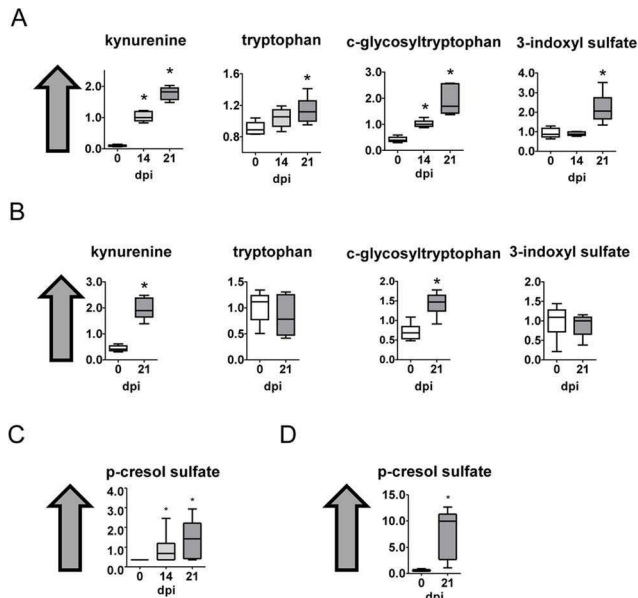 A
kynurenine tryptophan c-glycosyltryptophan 3-indoxyl sulfate
2.0 1.6 3.0 4.0
* * * * * *
1.0 1.2 2.0 3.0
0.8 1.0 2.0
1.0
0.0 0.0 0.0
0 14 21 0 14 21 0 14 21 0 14 21
dpi dpi dpi dpi
B
kynurenine tryptophan c-glycosyltryptophan 3-indoxyl sulfate
3.0 1.5 2.0 2.0
* *
2.0 1.0 1.5 1.5
1.0 0.5 1.0 1.0
0.5 0.5
0.0 0.0 0.0 0.0
0 21 0 21 0 21 0 21
dpi dpi dpi dpi
C D
p-cresol sulfate p-cresol sulfate
4.0 15.0
* * *
3.0 10.0
2.0 5.0
1.0
0.0 0.0
0 14 21 0 21
dpi dpi